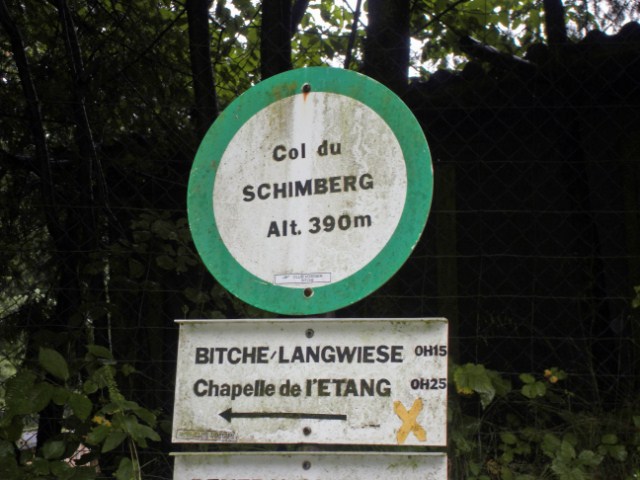 Col du
SCHIMBERG
Alt. 390m
BITCHE/LANGWIESE 0H15
Chapelle de l'ETANG 0H25